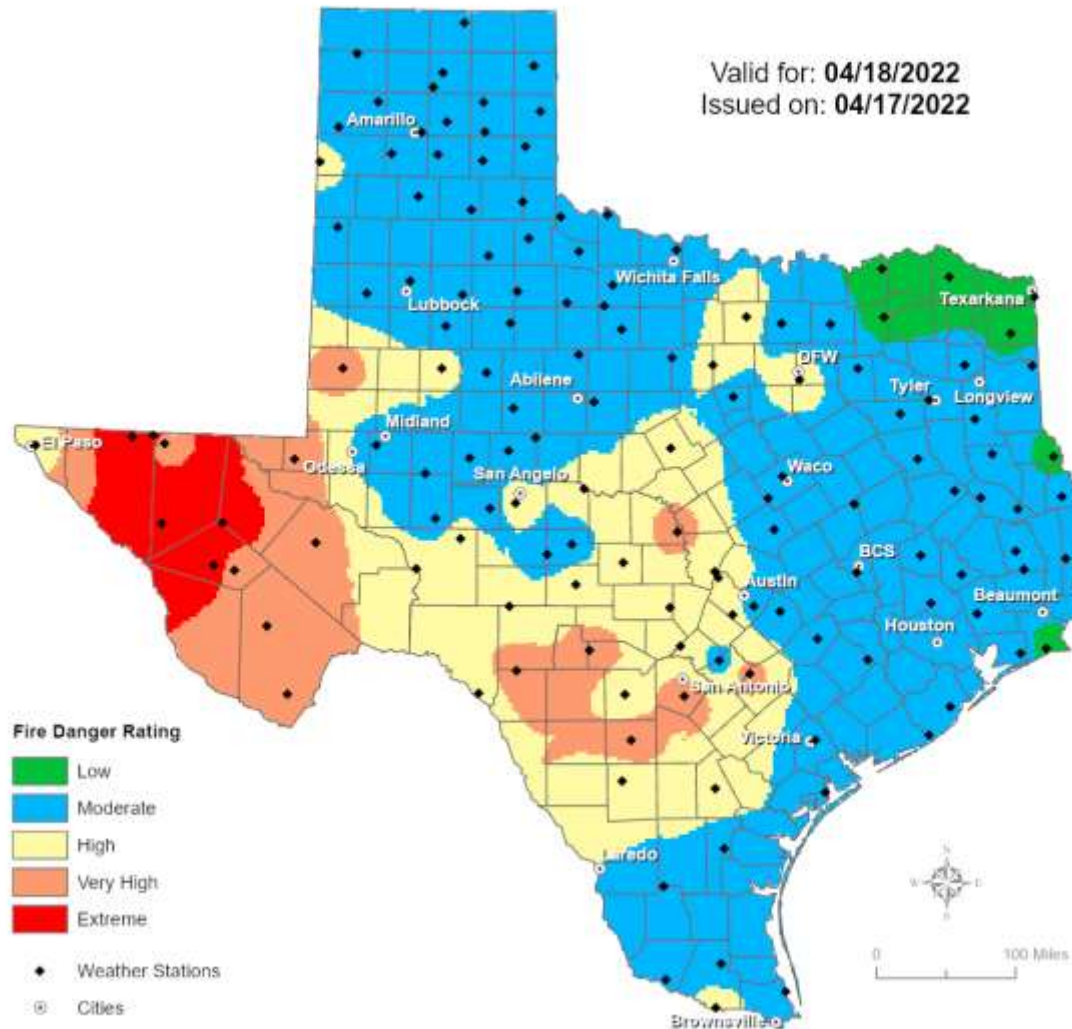 Valid for: 04/18/2022
Issued on: 04/17/2022
Amarillo
Wichita Falls
Lubbock
Texarkana
DFW
Abilene
Tyler
Longview
Midland
El Paso
Odessa
San Angelo
Waco
BCS
Austin
Beaumont
Houston
San Antonio
Victoria
Laredo
Brownsville
Fire Danger Rating
Low
Moderate
High
Very High
Extreme
Weather Stations
Cities
N
W E
S
0 100 Miles